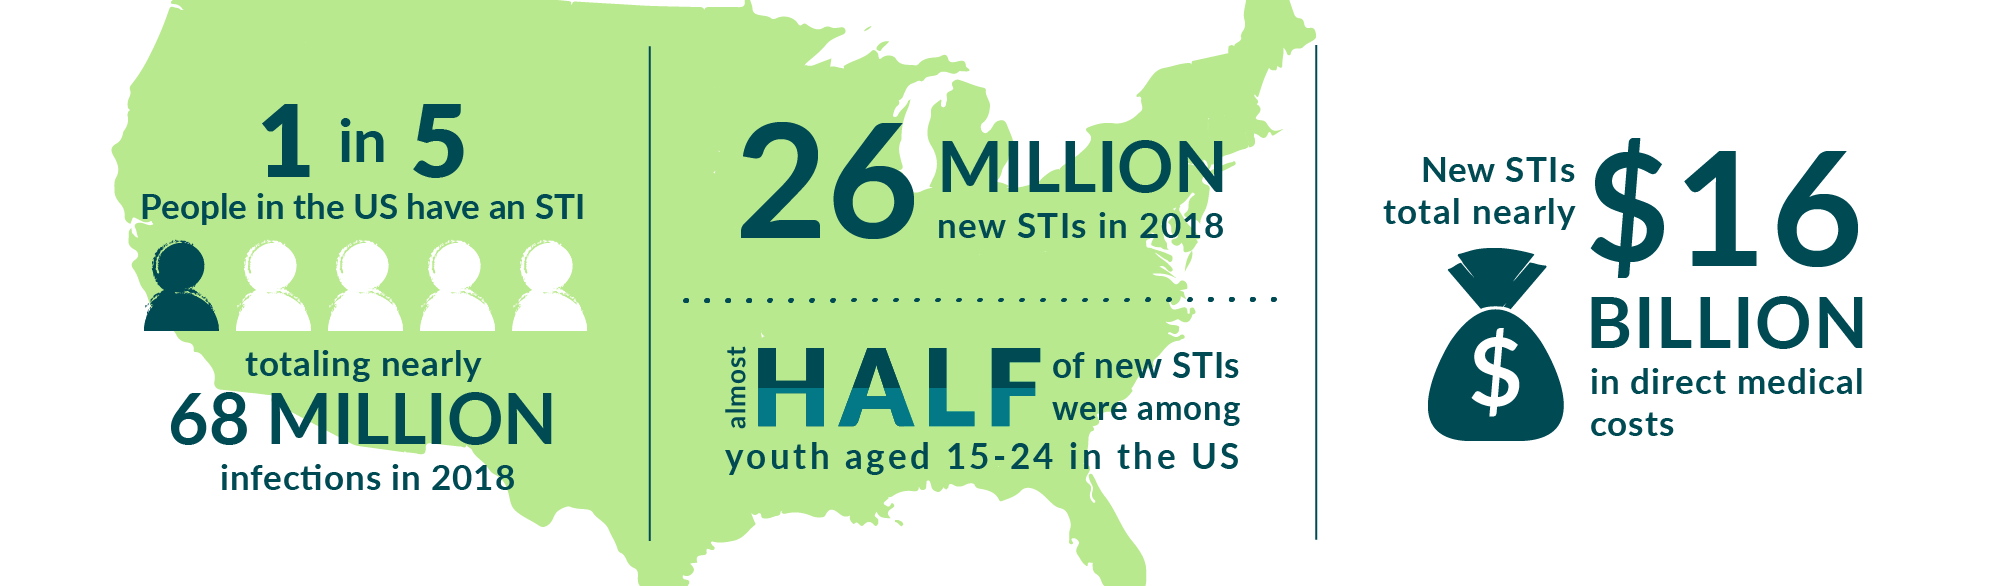 1 in 5
People in the US have an STI
totaling nearly
68 MILLION
infections in 2018
26 MILLION
new STIs in 2018
almost HALF of new STIs
were among
youth aged 15-24 in the US
New STIs
total nearly
$16
BILLION
in direct medical
costs
$